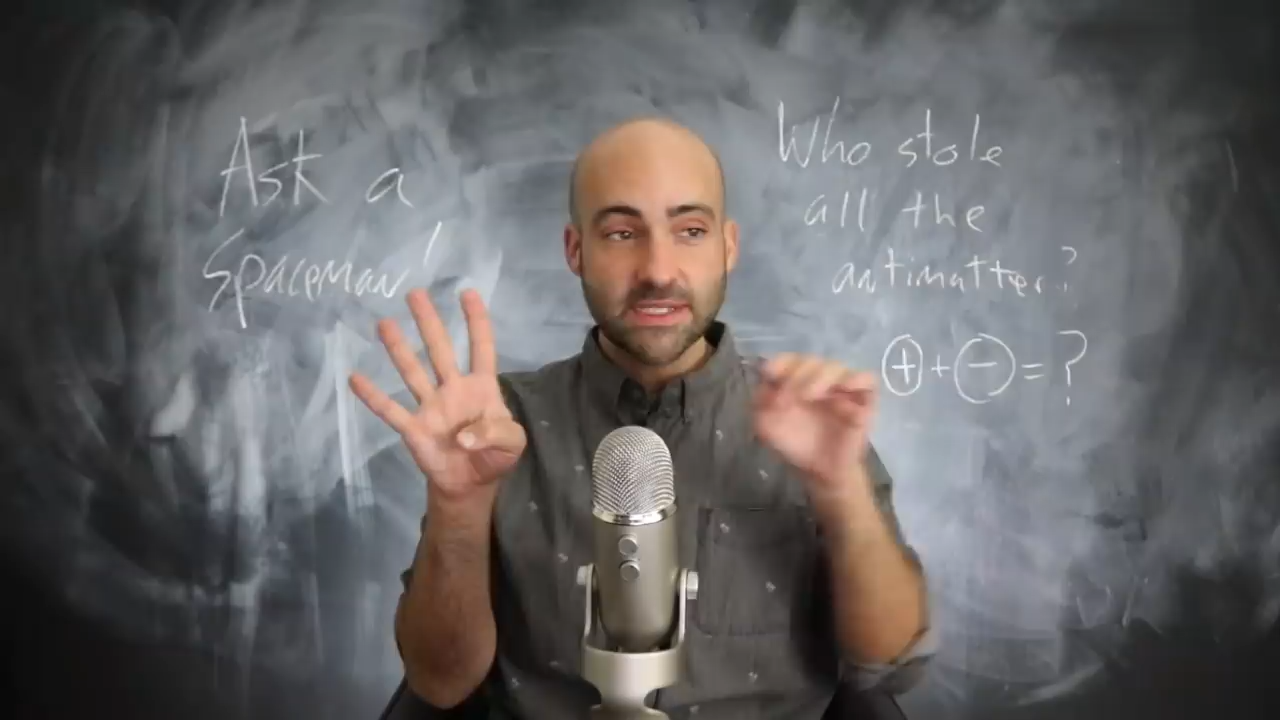 Ask a
Spaceman!
Who stole
all the
antimatter?
⊕ + ⊖ = ?